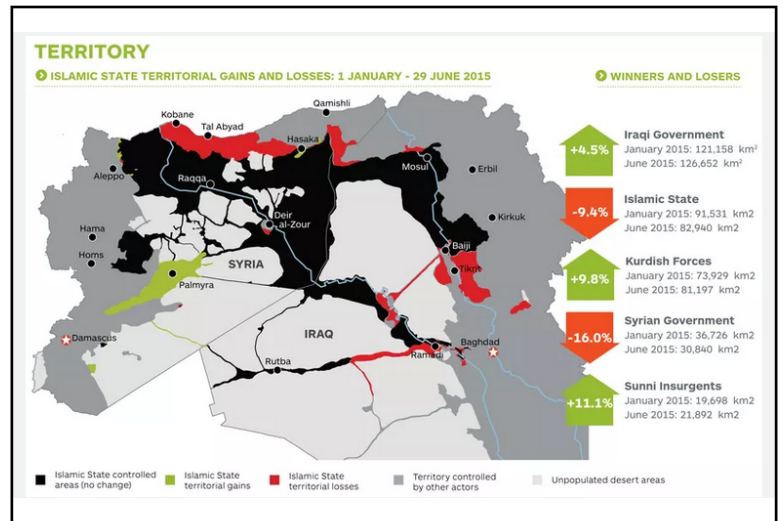 TERRITORY
ISLAMIC STATE TERRITORIAL GAINS AND LOSSES: 1 JANUARY - 29 JUNE 2015
WINNERS AND LOSERS
Kobane
Tal Abyad
Qamishli
Hasaka
Aleppo
Raqqa
Mosul
Erbil
Deir
al-Zour
Kirkuk
Hama
Homs
Baiji
SYRIA
Tikrit
Palmyra
IRAQ
Damascus
Rutba
Ramadi
Baghdad
+4.5%
Iraqi Government
January 2015: 121,158 km²
June 2015: 126,652 km²
-9.4%
Islamic State
January 2015: 91,531 km2
June 2015: 82,940 km2
+9.8%
Kurdish Forces
January 2015: 73,929 km2
June 2015: 81,197 km2
-16.0%
Syrian Government
January 2015: 36,726 km2
June 2015: 30,840 km2
+11.1%
Sunni Insurgents
January 2015: 19,698 km2
June 2015: 21,892 km2
Islamic State controlled
areas (no change)
Islamic State
territorial gains
Islamic State
territorial losses
Territory controlled
by other actors
Unpopulated desert areas